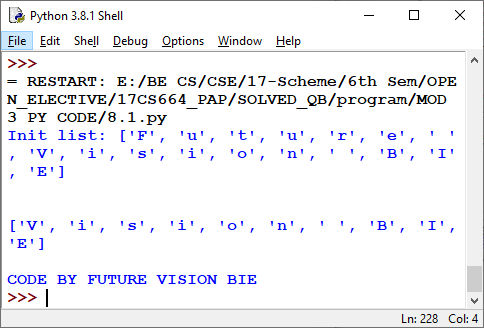 Python 3.8.1 Shell
File Edit Shell Debug Options Window Help
>>>
= RESTART: E:/BE CS/CSE/17-Scheme/6th Sem/OPE
N_ELECTIVE/17CS664_PAP/SOLVED_QB/program/MOD
3 PY CODE/8.1.py
Init list: ['F', 'u', 't', 'u', 'r', 'e', ' '
, 'V', 'i', 's', 'i', 'o', 'n', ' ', 'B', 'I'
, 'E']
['V', 'i', 's', 'i', 'o', 'n', ' ', 'B', 'I',
'E']
CODE BY FUTURE VISION BIE
>>>
Ln: 228 Col: 4